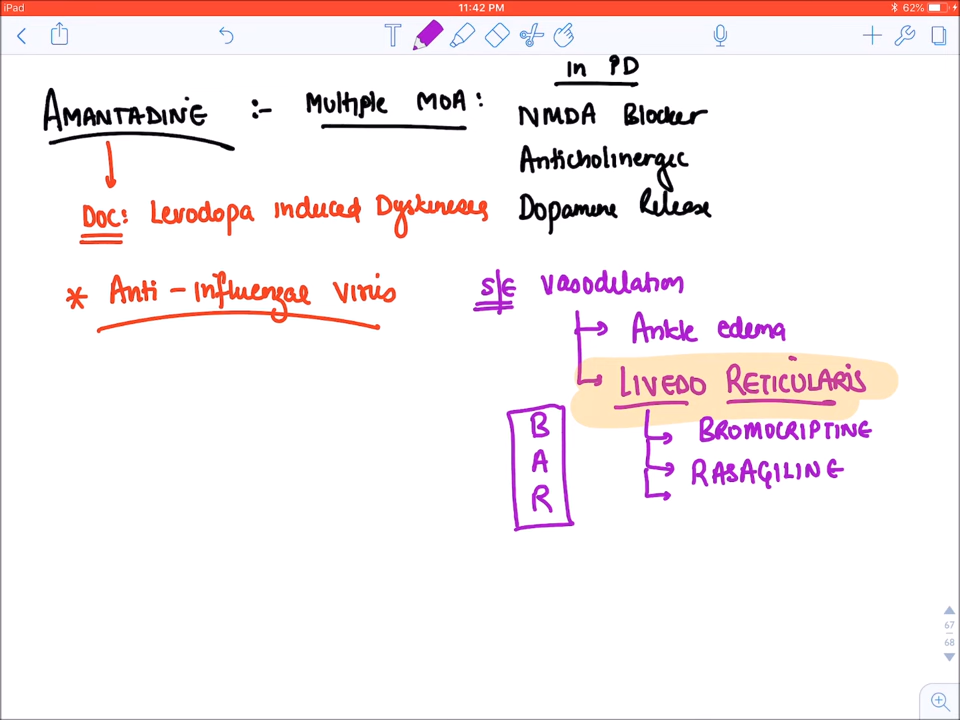 iPad
11:42 PM
62%
T
in PD
AMANTADINE :- Multiple MOA:
NMDA Blocker
Anticholinergic
Dopamine Release
DOC: Levodopa induced Dyskineses
* Anti-influenzae virus
S/E vasodilation
Ankle edema
LIVEDO RETICULARIS
BROMOCRIPTINE
RASAGILINE
B
A
R
67
68